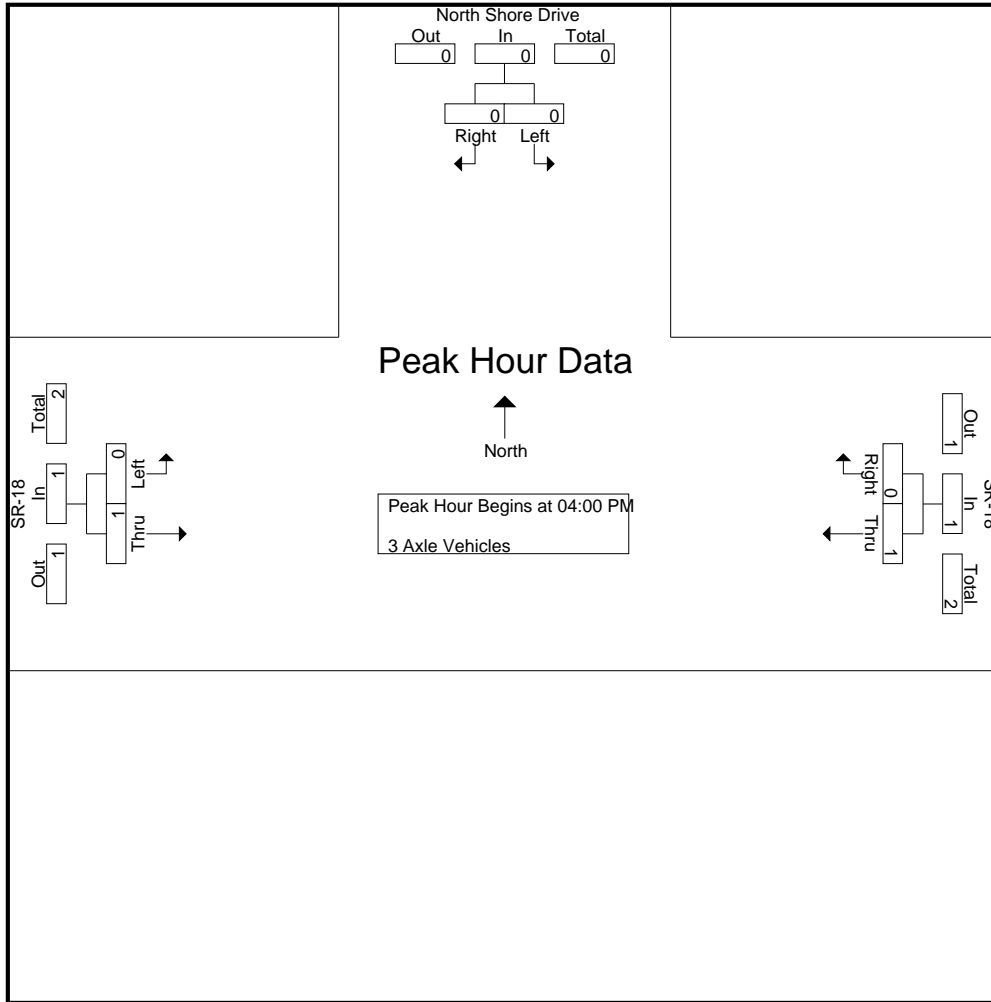 North Shore Drive
Out In Total
0 0 0
0 0
Right Left
Peak Hour Data
North
Peak Hour Begins at 04:00 PM
3 Axle Vehicles
SR-18
Total In Out
2 1 1
0 1
Left Thru
SR-18
Out In Total
1 1 2
0 1
Right Thru